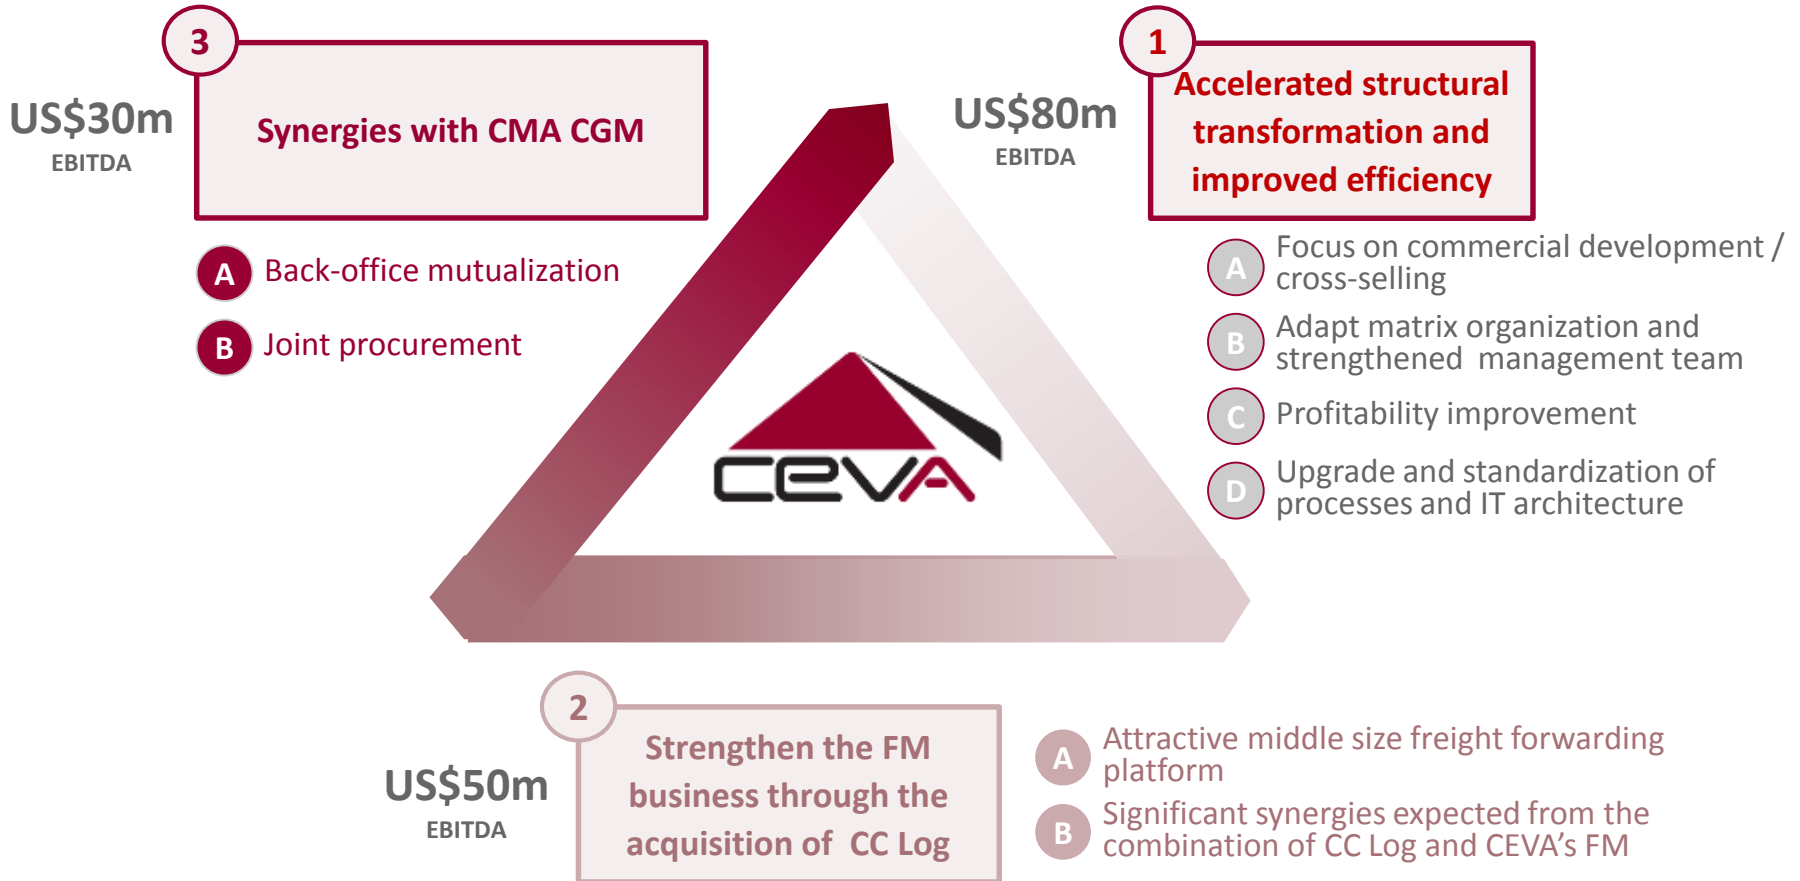 3
US$30m
EBITDA
Synergies with CMA CGM
A Back-office mutualization
B Joint procurement
1
US$80m
EBITDA
Accelerated structural
transformation and
improved efficiency
A Focus on commercial development /
cross-selling
B Adapt matrix organization and
strengthened management team
C Profitability improvement
D Upgrade and standardization of
processes and IT architecture
CEVA
2
US$50m
EBITDA
Strengthen the FM
business through the
acquisition of CC Log
A Attractive middle size freight forwarding
platform
B Significant synergies expected from the
combination of CC Log and CEVA’s FM